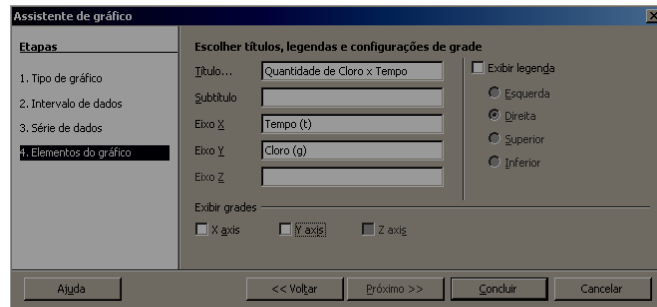 Assistente de gráfico
Etapas
1. Tipo de gráfico
2. Intervalo de dados
3. Série de dados
4. Elementos do gráfico
Escolher títulos, legendas e configurações de grade
Título... Quantidade de Cloro x Tempo
Subtítulo
Eixo X Tempo (t)
Eixo Y Cloro (g)
Eixo Z
Exibir legenda
Esquerda
Direita
Superior
Inferior
Exibir grades
X axis Y axis Z axis
Ajuda << Voltar Próximo >> Concluir Cancelar